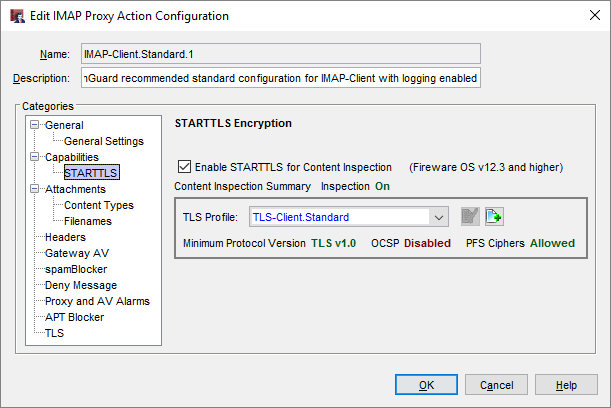 Edit IMAP Proxy Action Configuration
Name: IMAP-Client.Standard.1
Description: nGuard recommended standard configuration for IMAP-Client with logging enabled
Categories
General
General Settings
Capabilities
STARTTLS
Attachments
Content Types
Filenames
Headers
Gateway AV
spamBlocker
Deny Message
Proxy and AV Alarms
APT Blocker
TLS
STARTTLS Encryption
Enable STARTTLS for Content Inspection (Fireware OS v12.3 and higher)
Content Inspection Summary Inspection On
TLS Profile: TLS-Client.Standard
Minimum Protocol Version TLS v1.0 OCSP Disabled PFS Ciphers Allowed
OK Cancel Help